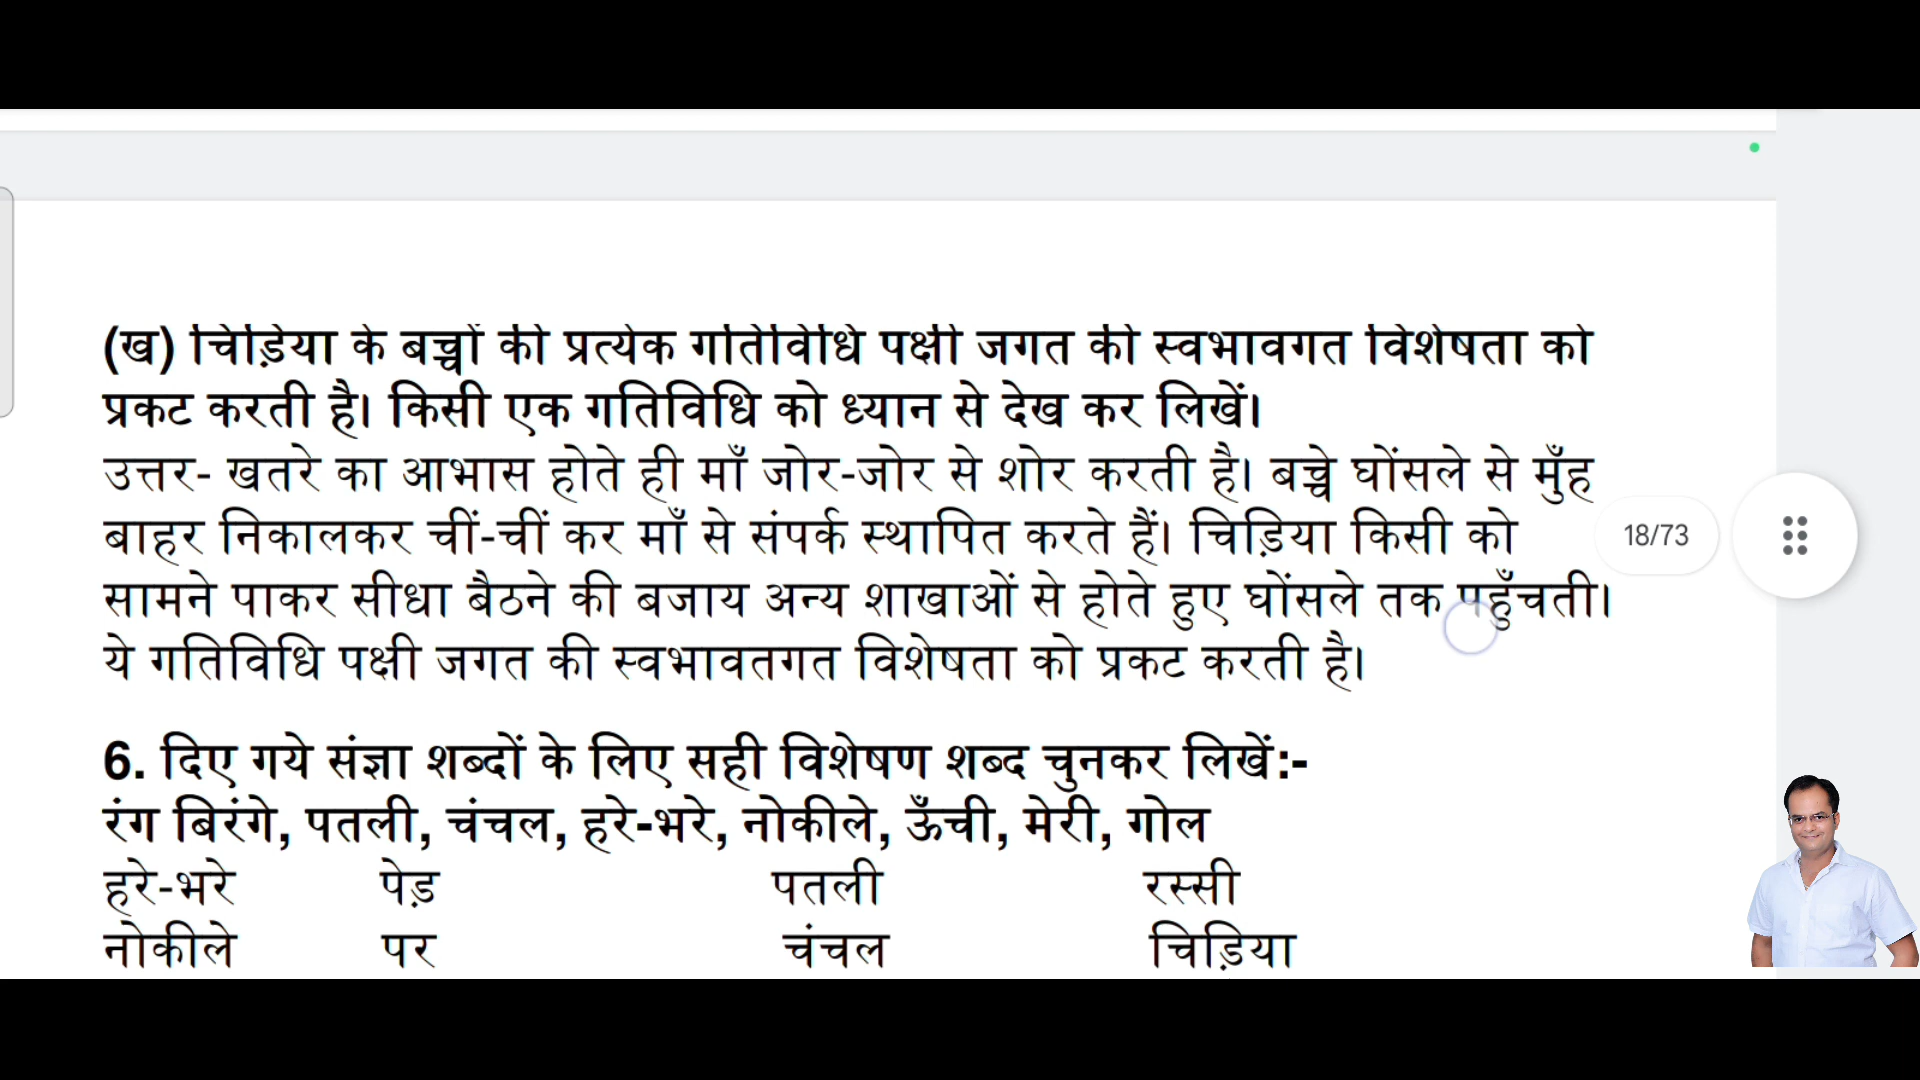 (ख) चिड़िया के बच्चों की प्रत्येक गतिविधि पक्षी जगत की स्वभावगत विशेषता को
प्रकट करती है। किसी एक गतिविधि को ध्यान से देख कर लिखें।
उत्तर- खतरे का आभास होते ही माँ जोर-जोर से शोर करती है। बच्चे घोंसले से मुँह
बाहर निकालकर चीं-चीं कर माँ से संपर्क स्थापित करते हैं। चिड़िया किसी को
सामने पाकर सीधा बैठने की बजाय अन्य शाखाओं से होते हुए घोंसले तक पहुँचती।
ये गतिविधि पक्षी जगत की स्वभावतगत विशेषता को प्रकट करती है।
18/73
6. दिए गये संज्ञा शब्दों के लिए सही विशेषण शब्द चुनकर लिखें:-
रंग बिरंगे, पतली, चंचल, हरे-भरे, नोकीले, ऊँची, मेरी, गोल
हरे-भरे पेड़ पतली रस्सी
नोकीले पर चंचल चिड़िया